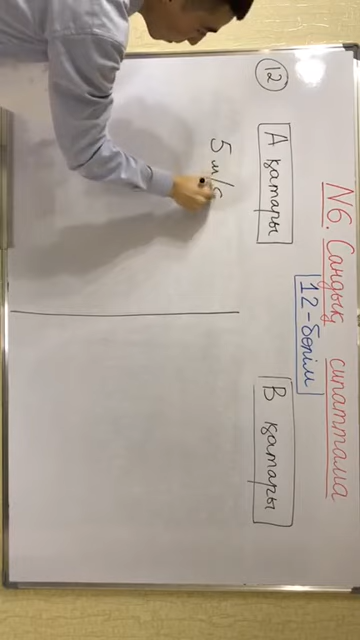 №6. Сандық сипаттама
12-бөлім
12
А қатары
В қатары
5 м/с